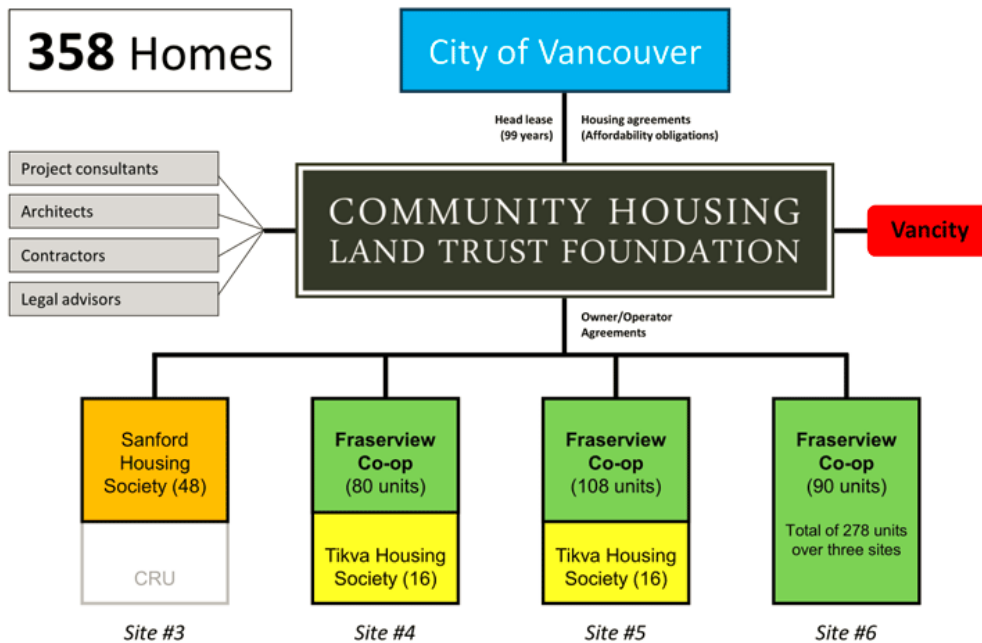 358 Homes
City of Vancouver
Head lease
(99 years)
Housing agreements
(Affordability obligations)
Project consultants
Architects
Contractors
Legal advisors
COMMUNITY HOUSING
LAND TRUST FOUNDATION
Vancity
Owner/Operator
Agreements
Sanford
Housing
Society (48)
CRU
Site #3
Fraserview
Co-op
(80 units)
Tikva Housing
Society (16)
Site #4
Fraserview
Co-op
(108 units)
Tikva Housing
Society (16)
Site #5
Fraserview
Co-op
(90 units)
Total of 278 units
over three sites
Site #6